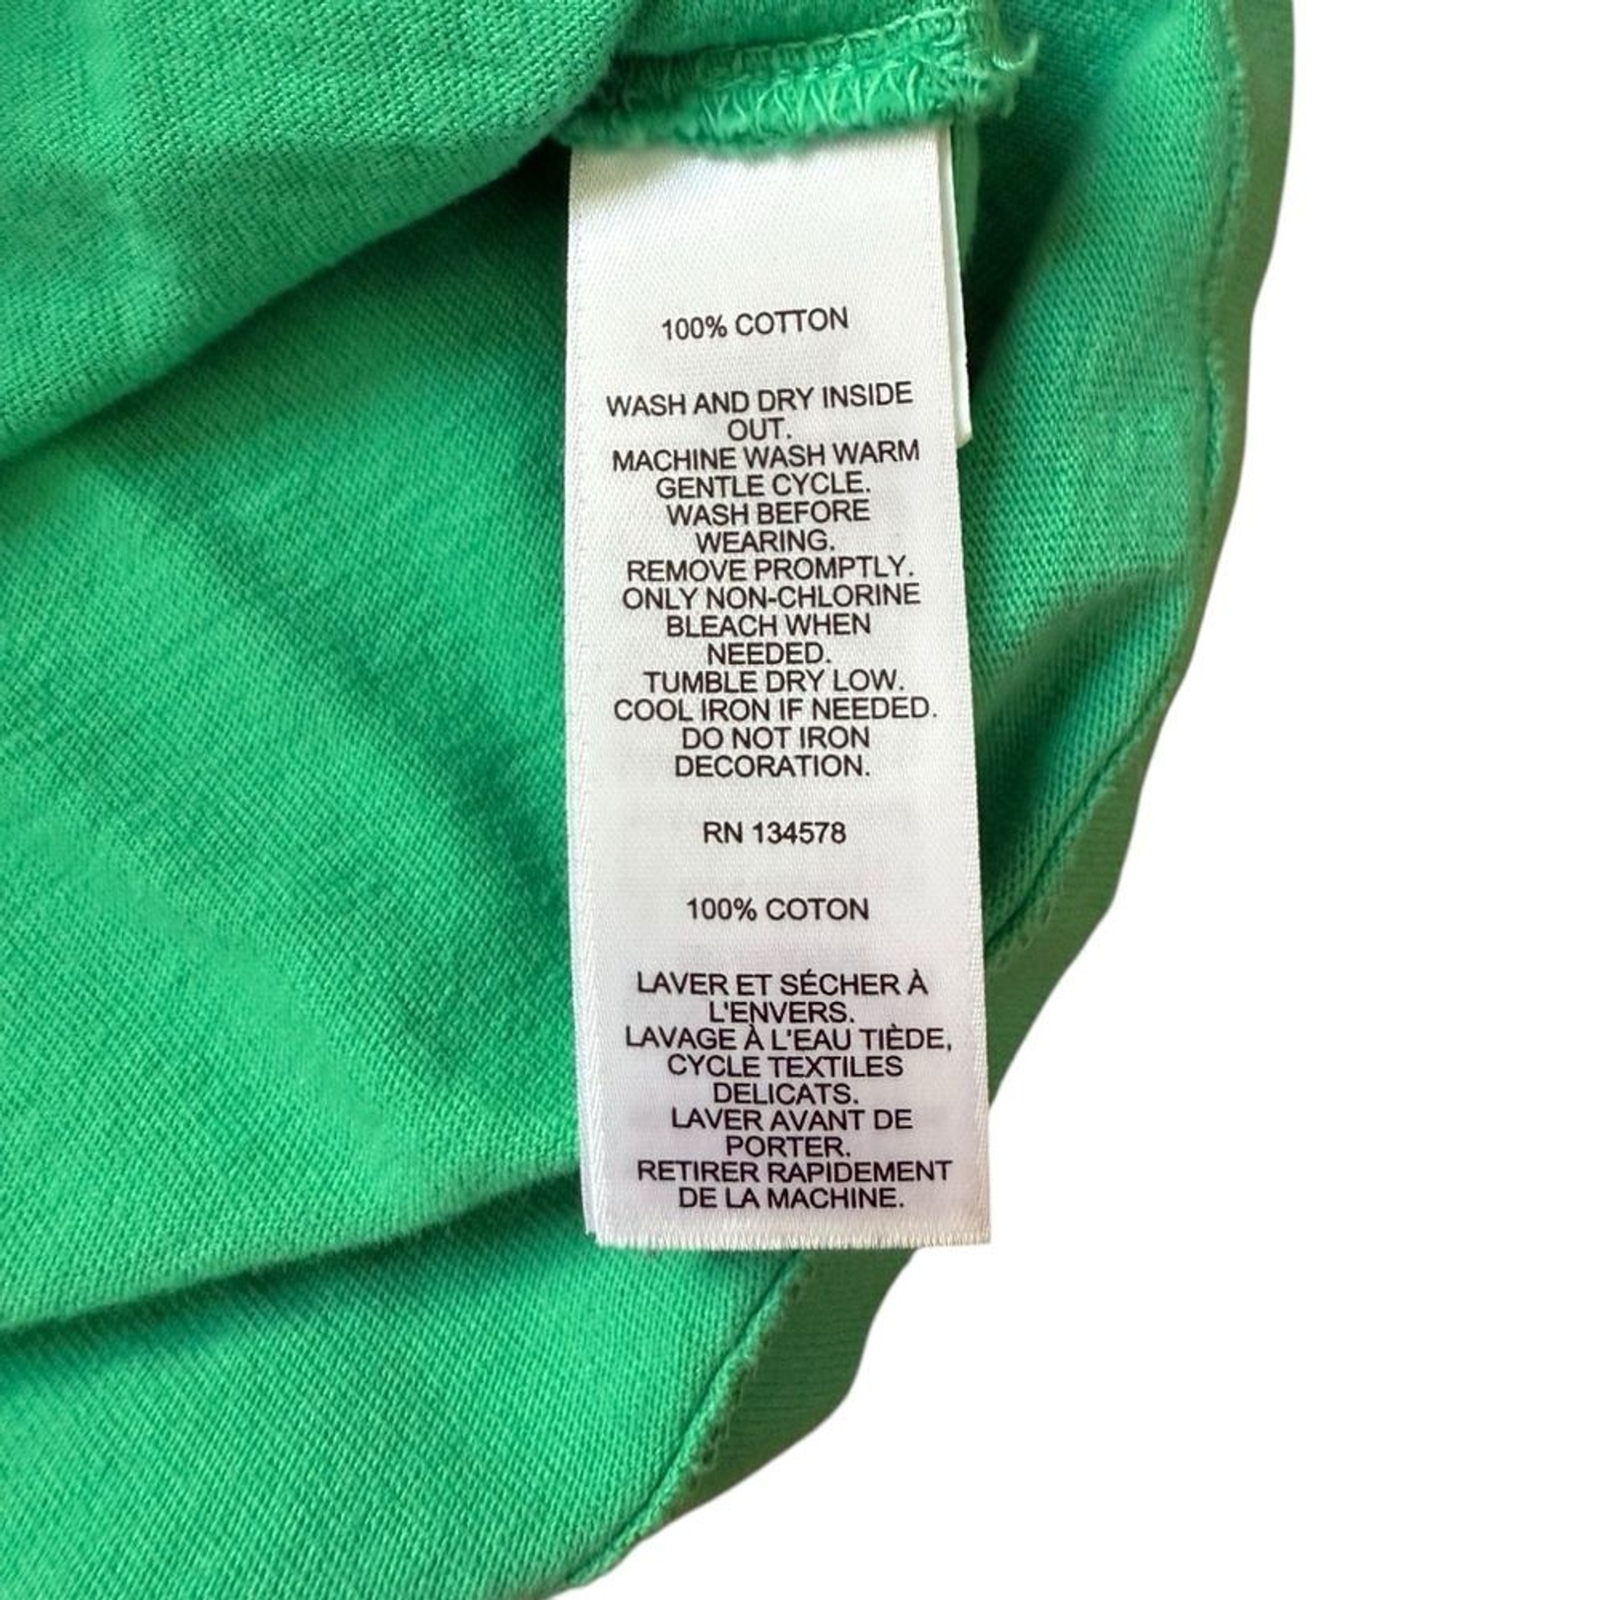 100% COTTON
WASH AND DRY INSIDE
OUT.
MACHINE WASH WARM
GENTLE CYCLE.
WASH BEFORE
WEARING.
REMOVE PROMPTLY.
ONLY NON-CHLORINE
BLEACH WHEN
NEEDED.
TUMBLE DRY LOW.
COOL IRON IF NEEDED.
DO NOT IRON
DECORATION.
RN 134578
100% COTON
LAVER ET SÉCHER À
L'ENVERS.
LAVAGE À L'EAU TIÈDE,
CYCLE TEXTILES
DELICATS.
LAVER AVANT DE
PORTER.
RETIRER RAPIDEMENT
DE LA MACHINE.